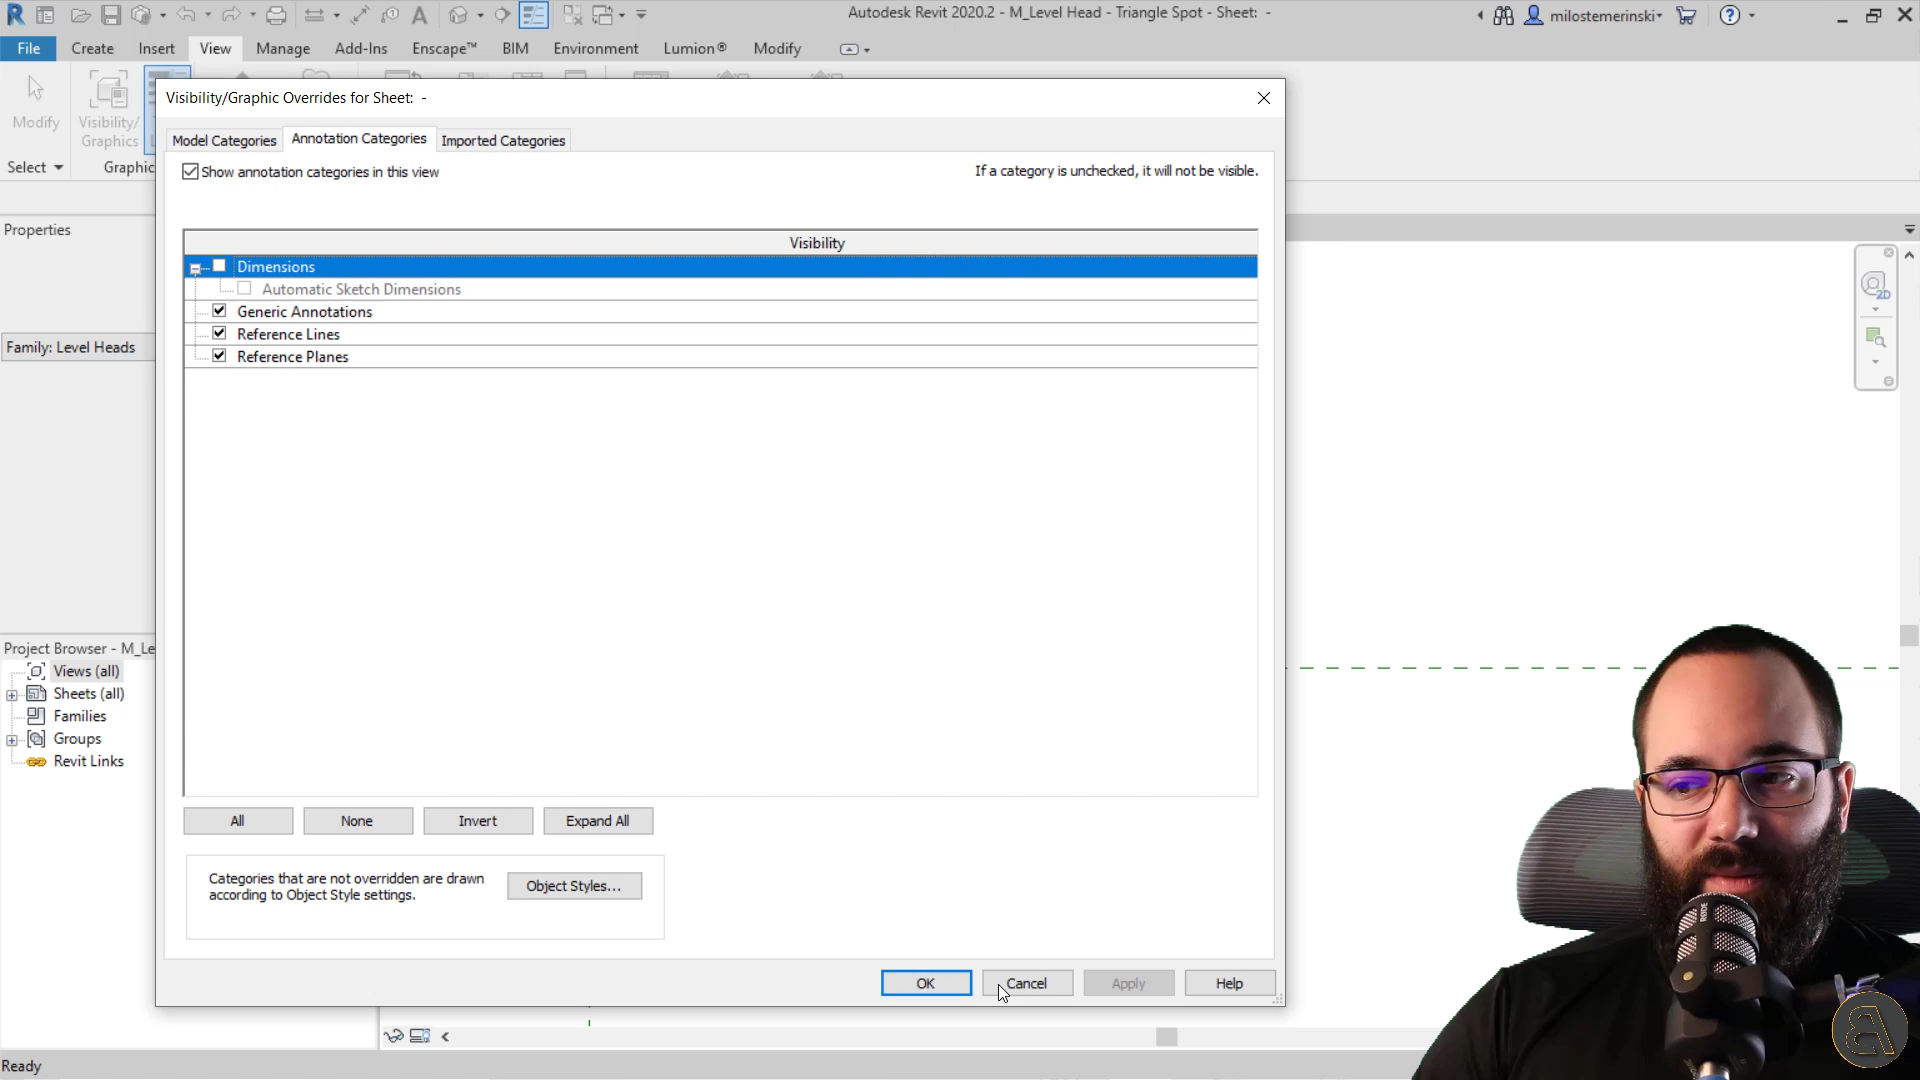 Autodesk Revit 2020.2 - M_Level Head - Triangle Spot - Sheet: -
milostemerinski
File Create Insert View Manage Add-Ins Enscape™ BIM Environment Lumion® Modify
Modify
Visibility/
Graphics
Select
Graphic
Visibility/Graphic Overrides for Sheet: -
Model Categories Annotation Categories Imported Categories
Show annotation categories in this view
If a category is unchecked, it will not be visible.
Visibility
Dimensions
Automatic Sketch Dimensions
Generic Annotations
Reference Lines
Reference Planes
All None Invert Expand All
Categories that are not overridden are drawn
according to Object Style settings.
Object Styles...
OK Cancel Apply Help
Properties
Family: Level Heads
Project Browser - M_Le
Views (all)
Sheets (all)
Families
Groups
Revit Links
2D
RØDE
Ready